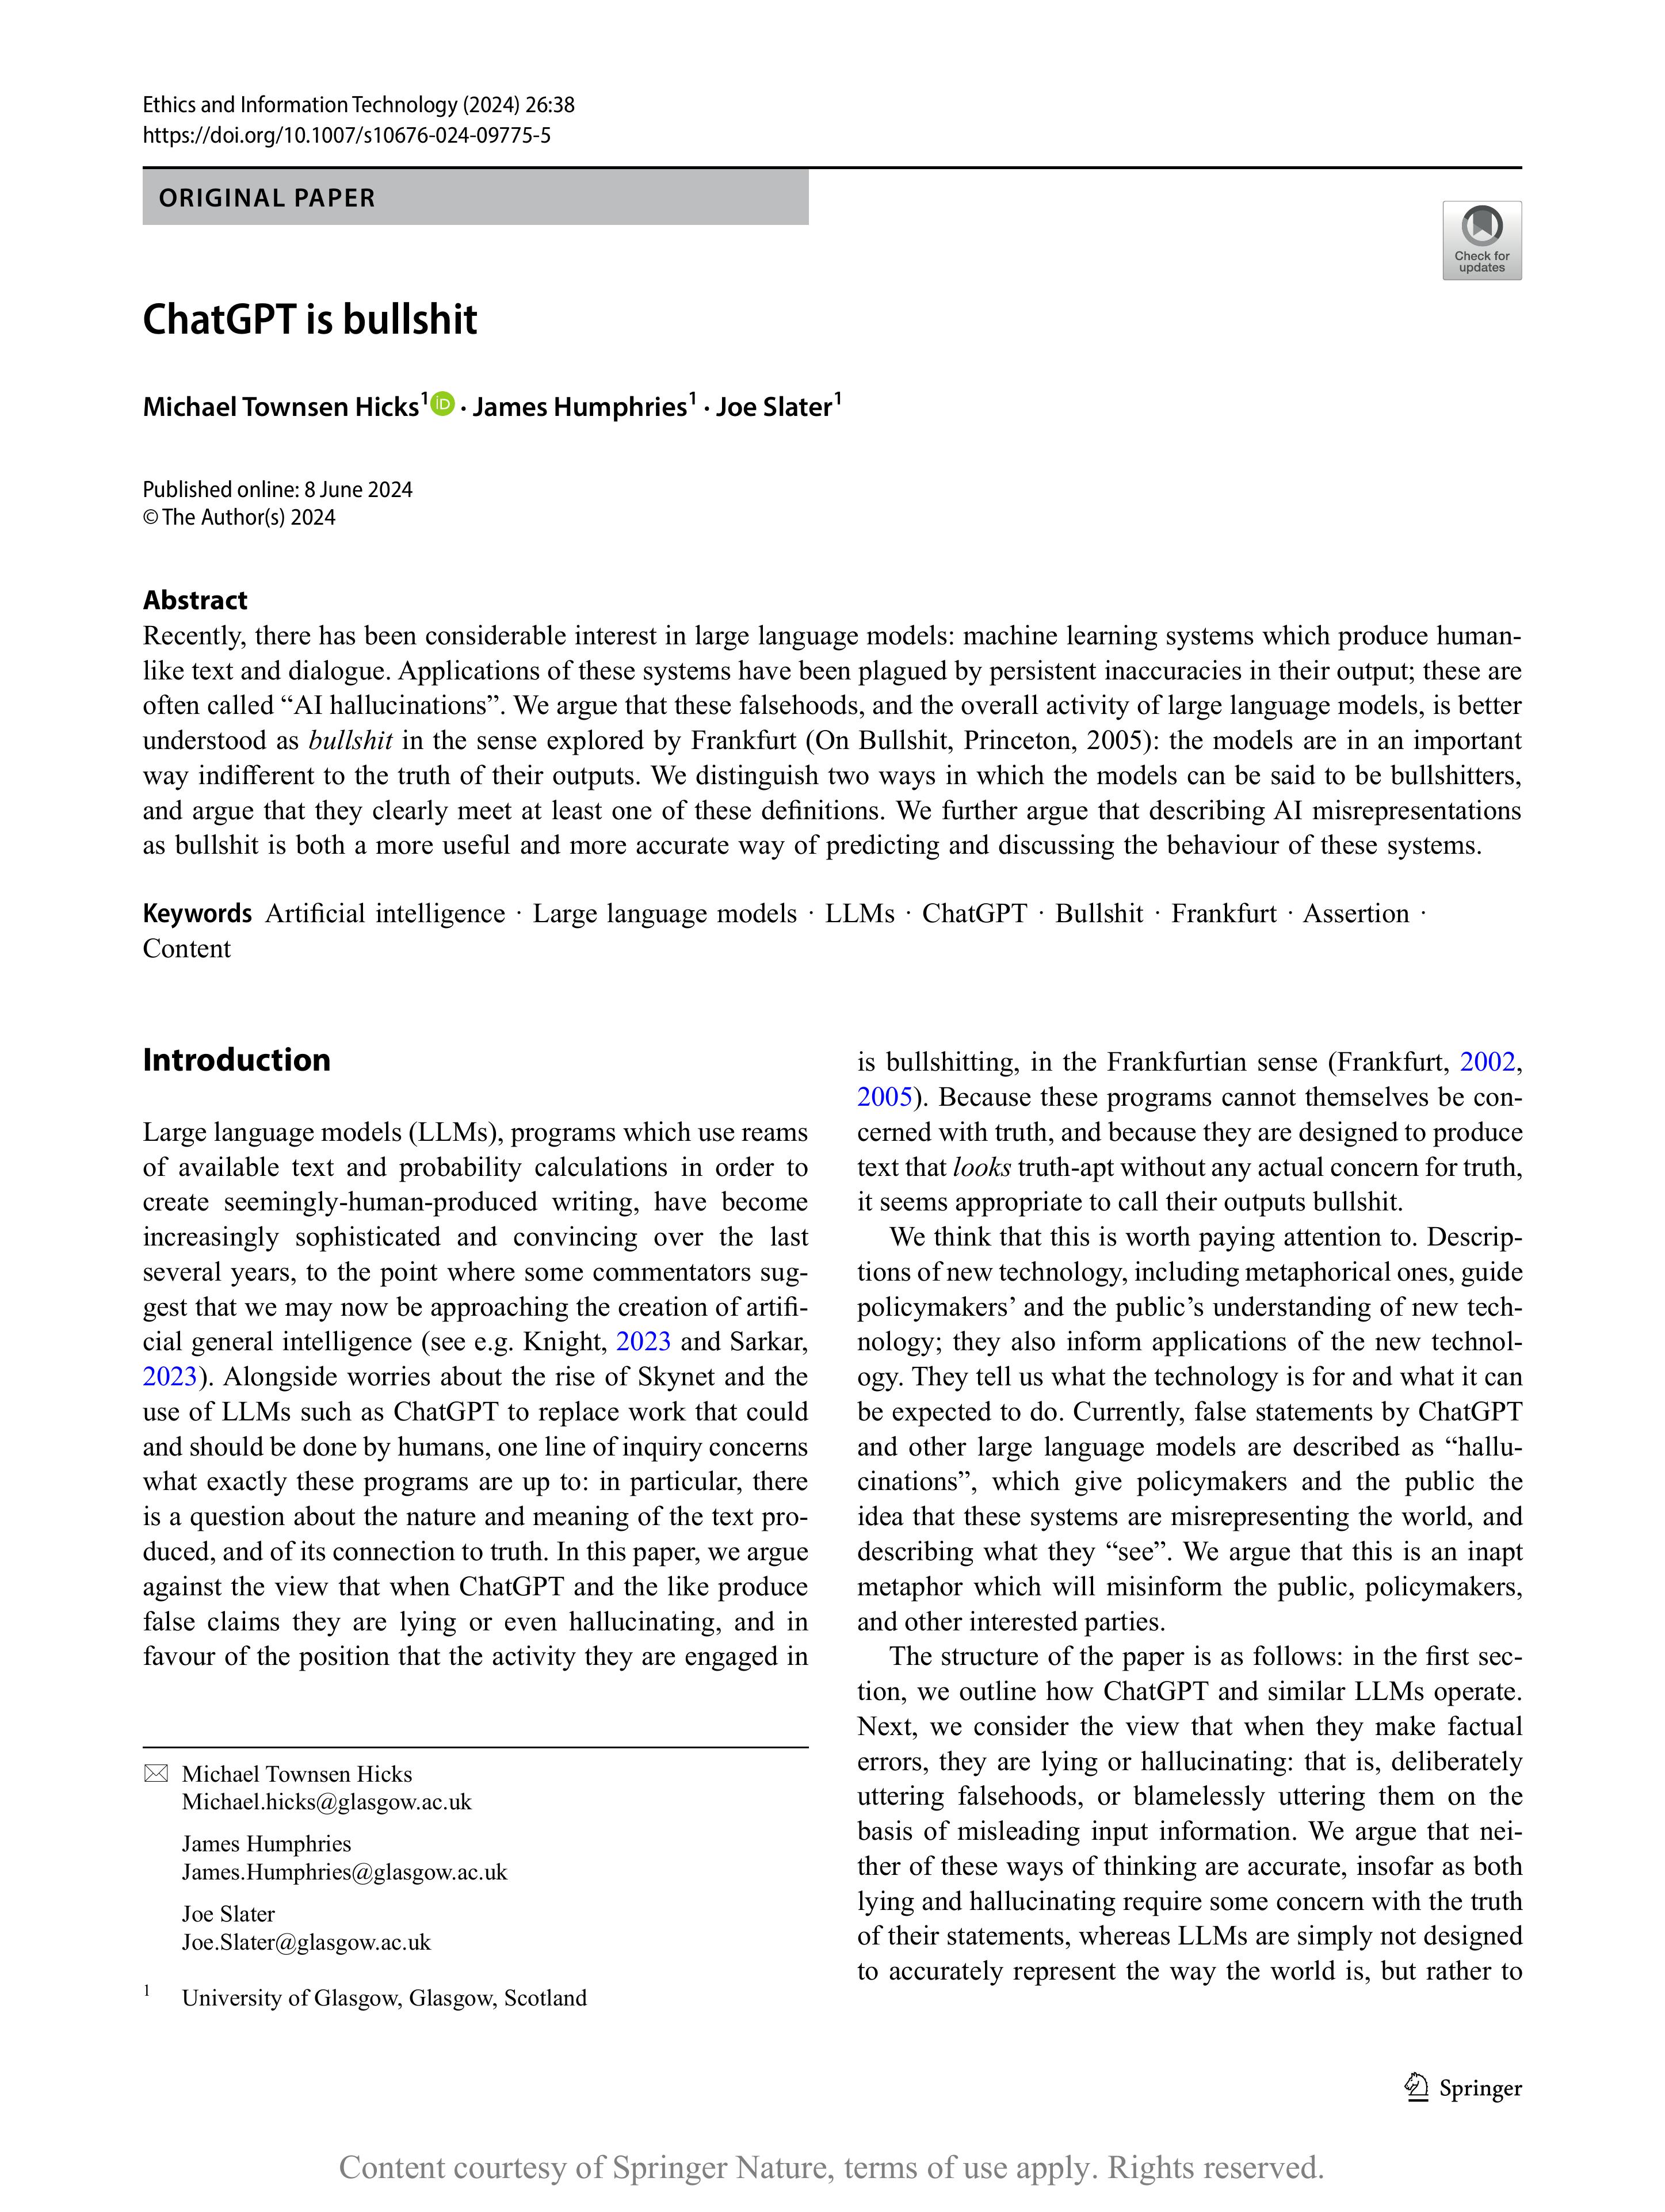 Ethics and Information Technology (2024) 26:38
https://doi.org/10.1007/s10676-024-09775-5
ORIGINAL PAPER
Check for
updates
ChatGPT is bullshit
Michael Townsen Hicks1 iD · James Humphries1 · Joe Slater1
Published online: 8 June 2024
© The Author(s) 2024
Abstract
Recently, there has been considerable interest in large language models: machine learning systems which produce human-
like text and dialogue. Applications of these systems have been plagued by persistent inaccuracies in their output; these are
often called “AI hallucinations”. We argue that these falsehoods, and the overall activity of large language models, is better
understood as bullshit in the sense explored by Frankfurt (On Bullshit, Princeton, 2005): the models are in an important
way indifferent to the truth of their outputs. We distinguish two ways in which the models can be said to be bullshitters,
and argue that they clearly meet at least one of these definitions. We further argue that describing AI misrepresentations
as bullshit is both a more useful and more accurate way of predicting and discussing the behaviour of these systems.
Keywords Artificial intelligence · Large language models · LLMs · ChatGPT · Bullshit · Frankfurt · Assertion ·
Content
Introduction
Large language models (LLMs), programs which use reams
of available text and probability calculations in order to
create seemingly-human-produced writing, have become
increasingly sophisticated and convincing over the last
several years, to the point where some commentators sug-
gest that we may now be approaching the creation of artifi-
cial general intelligence (see e.g. Knight, 2023 and Sarkar,
2023). Alongside worries about the rise of Skynet and the
use of LLMs such as ChatGPT to replace work that could
and should be done by humans, one line of inquiry concerns
what exactly these programs are up to: in particular, there
is a question about the nature and meaning of the text pro-
duced, and of its connection to truth. In this paper, we argue
against the view that when ChatGPT and the like produce
false claims they are lying or even hallucinating, and in
favour of the position that the activity they are engaged in
is bullshitting, in the Frankfurtian sense (Frankfurt, 2002,
2005). Because these programs cannot themselves be con-
cerned with truth, and because they are designed to produce
text that looks truth-apt without any actual concern for truth,
it seems appropriate to call their outputs bullshit.
We think that this is worth paying attention to. Descrip-
tions of new technology, including metaphorical ones, guide
policymakers’ and the public’s understanding of new tech-
nology; they also inform applications of the new technol-
ogy. They tell us what the technology is for and what it can
be expected to do. Currently, false statements by ChatGPT
and other large language models are described as “hallu-
cinations”, which give policymakers and the public the
idea that these systems are misrepresenting the world, and
describing what they “see”. We argue that this is an inapt
metaphor which will misinform the public, policymakers,
and other interested parties.
The structure of the paper is as follows: in the first sec-
tion, we outline how ChatGPT and similar LLMs operate.
Next, we consider the view that when they make factual
errors, they are lying or hallucinating: that is, deliberately
uttering falsehoods, or blamelessly uttering them on the
basis of misleading input information. We argue that nei-
ther of these ways of thinking are accurate, insofar as both
lying and hallucinating require some concern with the truth
of their statements, whereas LLMs are simply not designed
to accurately represent the way the world is, but rather to
Michael Townsen Hicks
Michael.hicks@glasgow.ac.uk
James Humphries
James.Humphries@glasgow.ac.uk
Joe Slater
Joe.Slater@glasgow.ac.uk
1 University of Glasgow, Glasgow, Scotland
Springer
Content courtesy of Springer Nature, terms of use apply. Rights reserved.